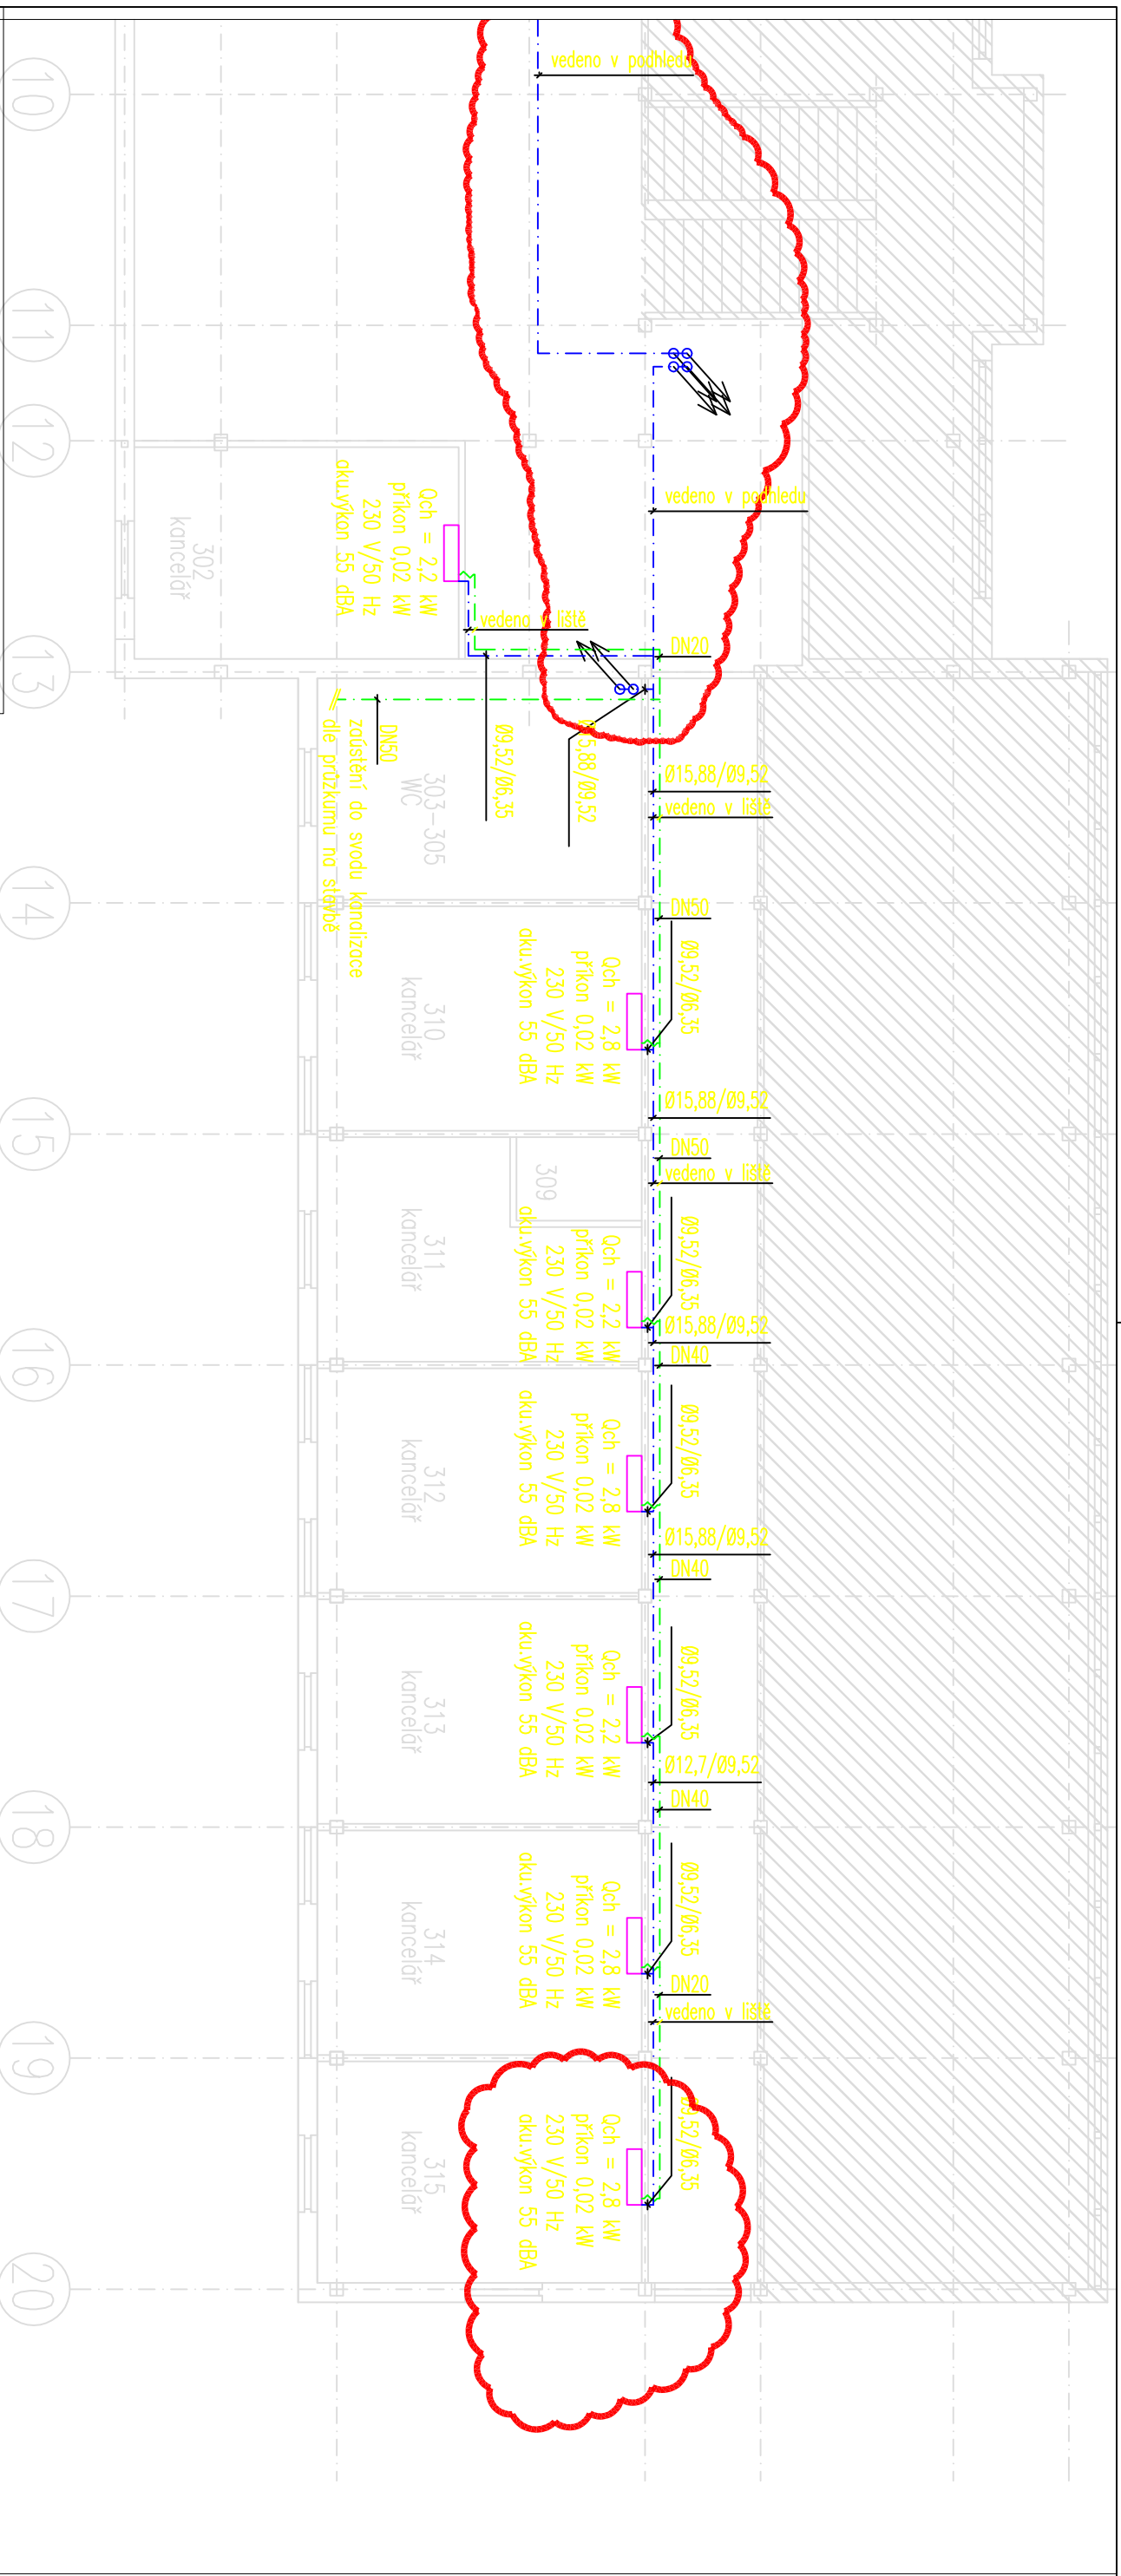 10
11
12
13
14
15
16
17
18
19
20
vedeno v podhledu
vedeno v podhledu
Qch = 2,2 kW
příkon 0,02 kW
230 V/50 Hz
aku.výkon 55 dBA
302
kancelář
vedeno v liště
DN20
Ø15,88/Ø9,52
Ø9,52/Ø6,35
DN50
zaústění do svodu kanalizace
dle průzkumu na stavbě
303-305
WC
Ø15,88/Ø9,52
vedeno v liště
DN50
Ø9,52/Ø6,35
Qch = 2,8 kW
příkon 0,02 kW
230 V/50 Hz
aku.výkon 55 dBA
310
kancelář
Ø15,88/Ø9,52
DN50
vedeno v liště
309
Ø9,52/Ø6,35
Qch = 2,2 kW
příkon 0,02 kW
230 V/50 Hz
aku.výkon 55 dBA
311
kancelář
Ø15,88/Ø9,52
DN40
Ø9,52/Ø6,35
Qch = 2,8 kW
příkon 0,02 kW
230 V/50 Hz
aku.výkon 55 dBA
312
kancelář
Ø15,88/Ø9,52
DN40
Ø9,52/Ø6,35
Qch = 2,2 kW
příkon 0,02 kW
230 V/50 Hz
aku.výkon 55 dBA
313
kancelář
Ø12,7/Ø9,52
DN40
Ø9,52/Ø6,35
Qch = 2,8 kW
příkon 0,02 kW
230 V/50 Hz
aku.výkon 55 dBA
314
kancelář
DN20
vedeno v liště
Ø9,52/Ø6,35
Qch = 2,8 kW
příkon 0,02 kW
230 V/50 Hz
aku.výkon 55 dBA
315
kancelář